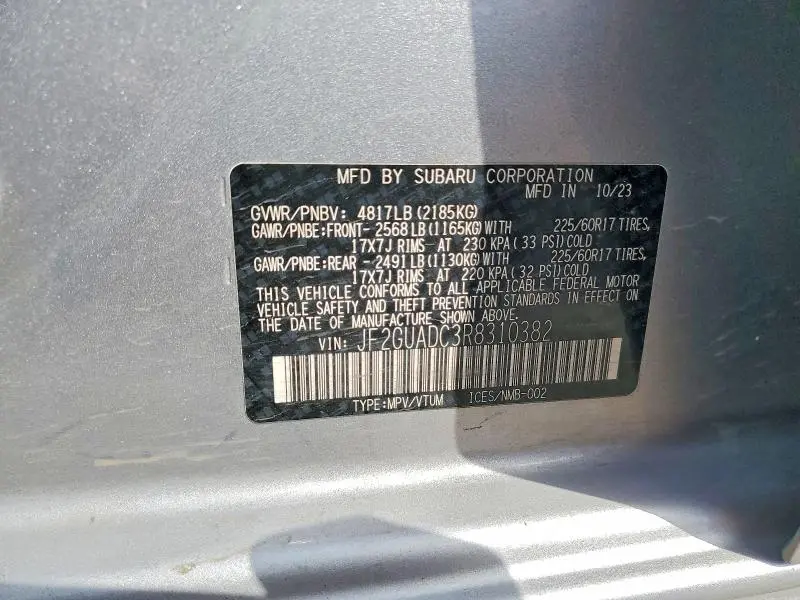 MFD BY SUBARU CORPORATION
MFD IN 10/23
GVWR/PNBV: 4817LB (2185KG)
GAWR/PNBE:FRONT- 2568LB (1165KG) WITH 225/60R17 TIRES,
17X7J RIMS AT 230 KPA (33 PSI) COLD
GAWR/PNBE:REAR - 2491LB (1130KG) WITH 225/60R17 TIRES,
17X7J RIMS AT 220 KPA (32 PSI) COLD
THIS VEHICLE CONFORMS TO ALL APPLICABLE FEDERAL MOTOR
VEHICLE SAFETY AND THEFT PREVENTION STANDARDS IN EFFECT ON
THE DATE OF MANUFACTURE SHOWN ABOVE.
VIN: JF2GUADC3R8310382
TYPE:MPV/VTUM ICES/NMB-002